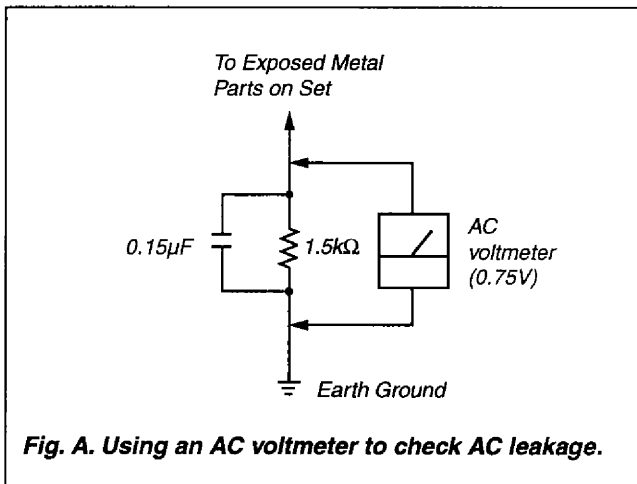 To Exposed Metal
Parts on Set
0.15µF
1.5kΩ
AC
voltmeter
(0.75V)
Earth Ground
Fig. A. Using an AC voltmeter to check AC leakage.